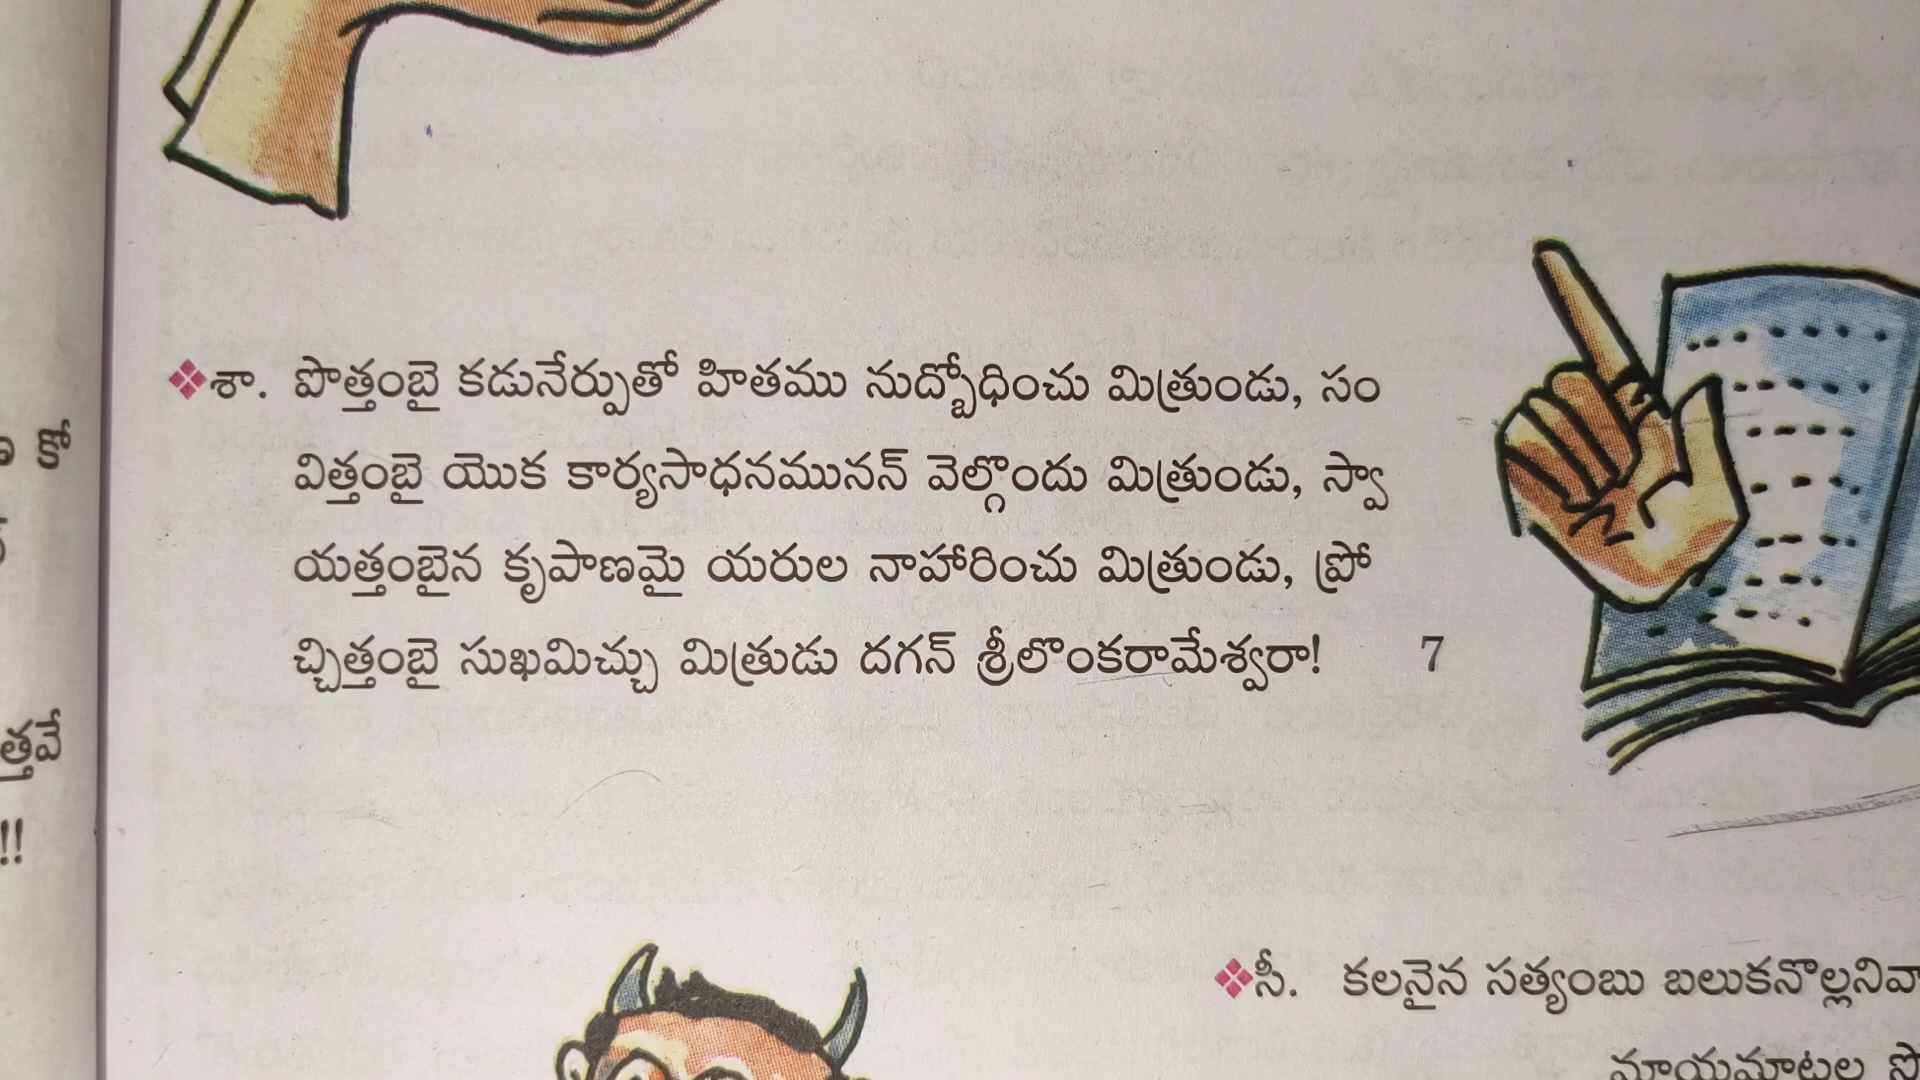 కో
శా. పొత్తంబై కడునేర్పుతో హితము నుద్బోధించు మిత్రుండు, సం
విత్తంబై యొక కార్యసాధనమునన్ వెల్గొందు మిత్రుండు, స్వా
యత్తంబైన కృపాణమై యరుల నాహారించు మిత్రుండు, ప్రో
చ్చిత్తంబై సుఖమిచ్చు మిత్రుడు దగన్ శ్రీలొంకరామేశ్వరా! 7
త్తవే
!!
సీ. కలనైన సత్యంబు బలుకనొల్లనివా
మాయమాటల సొ